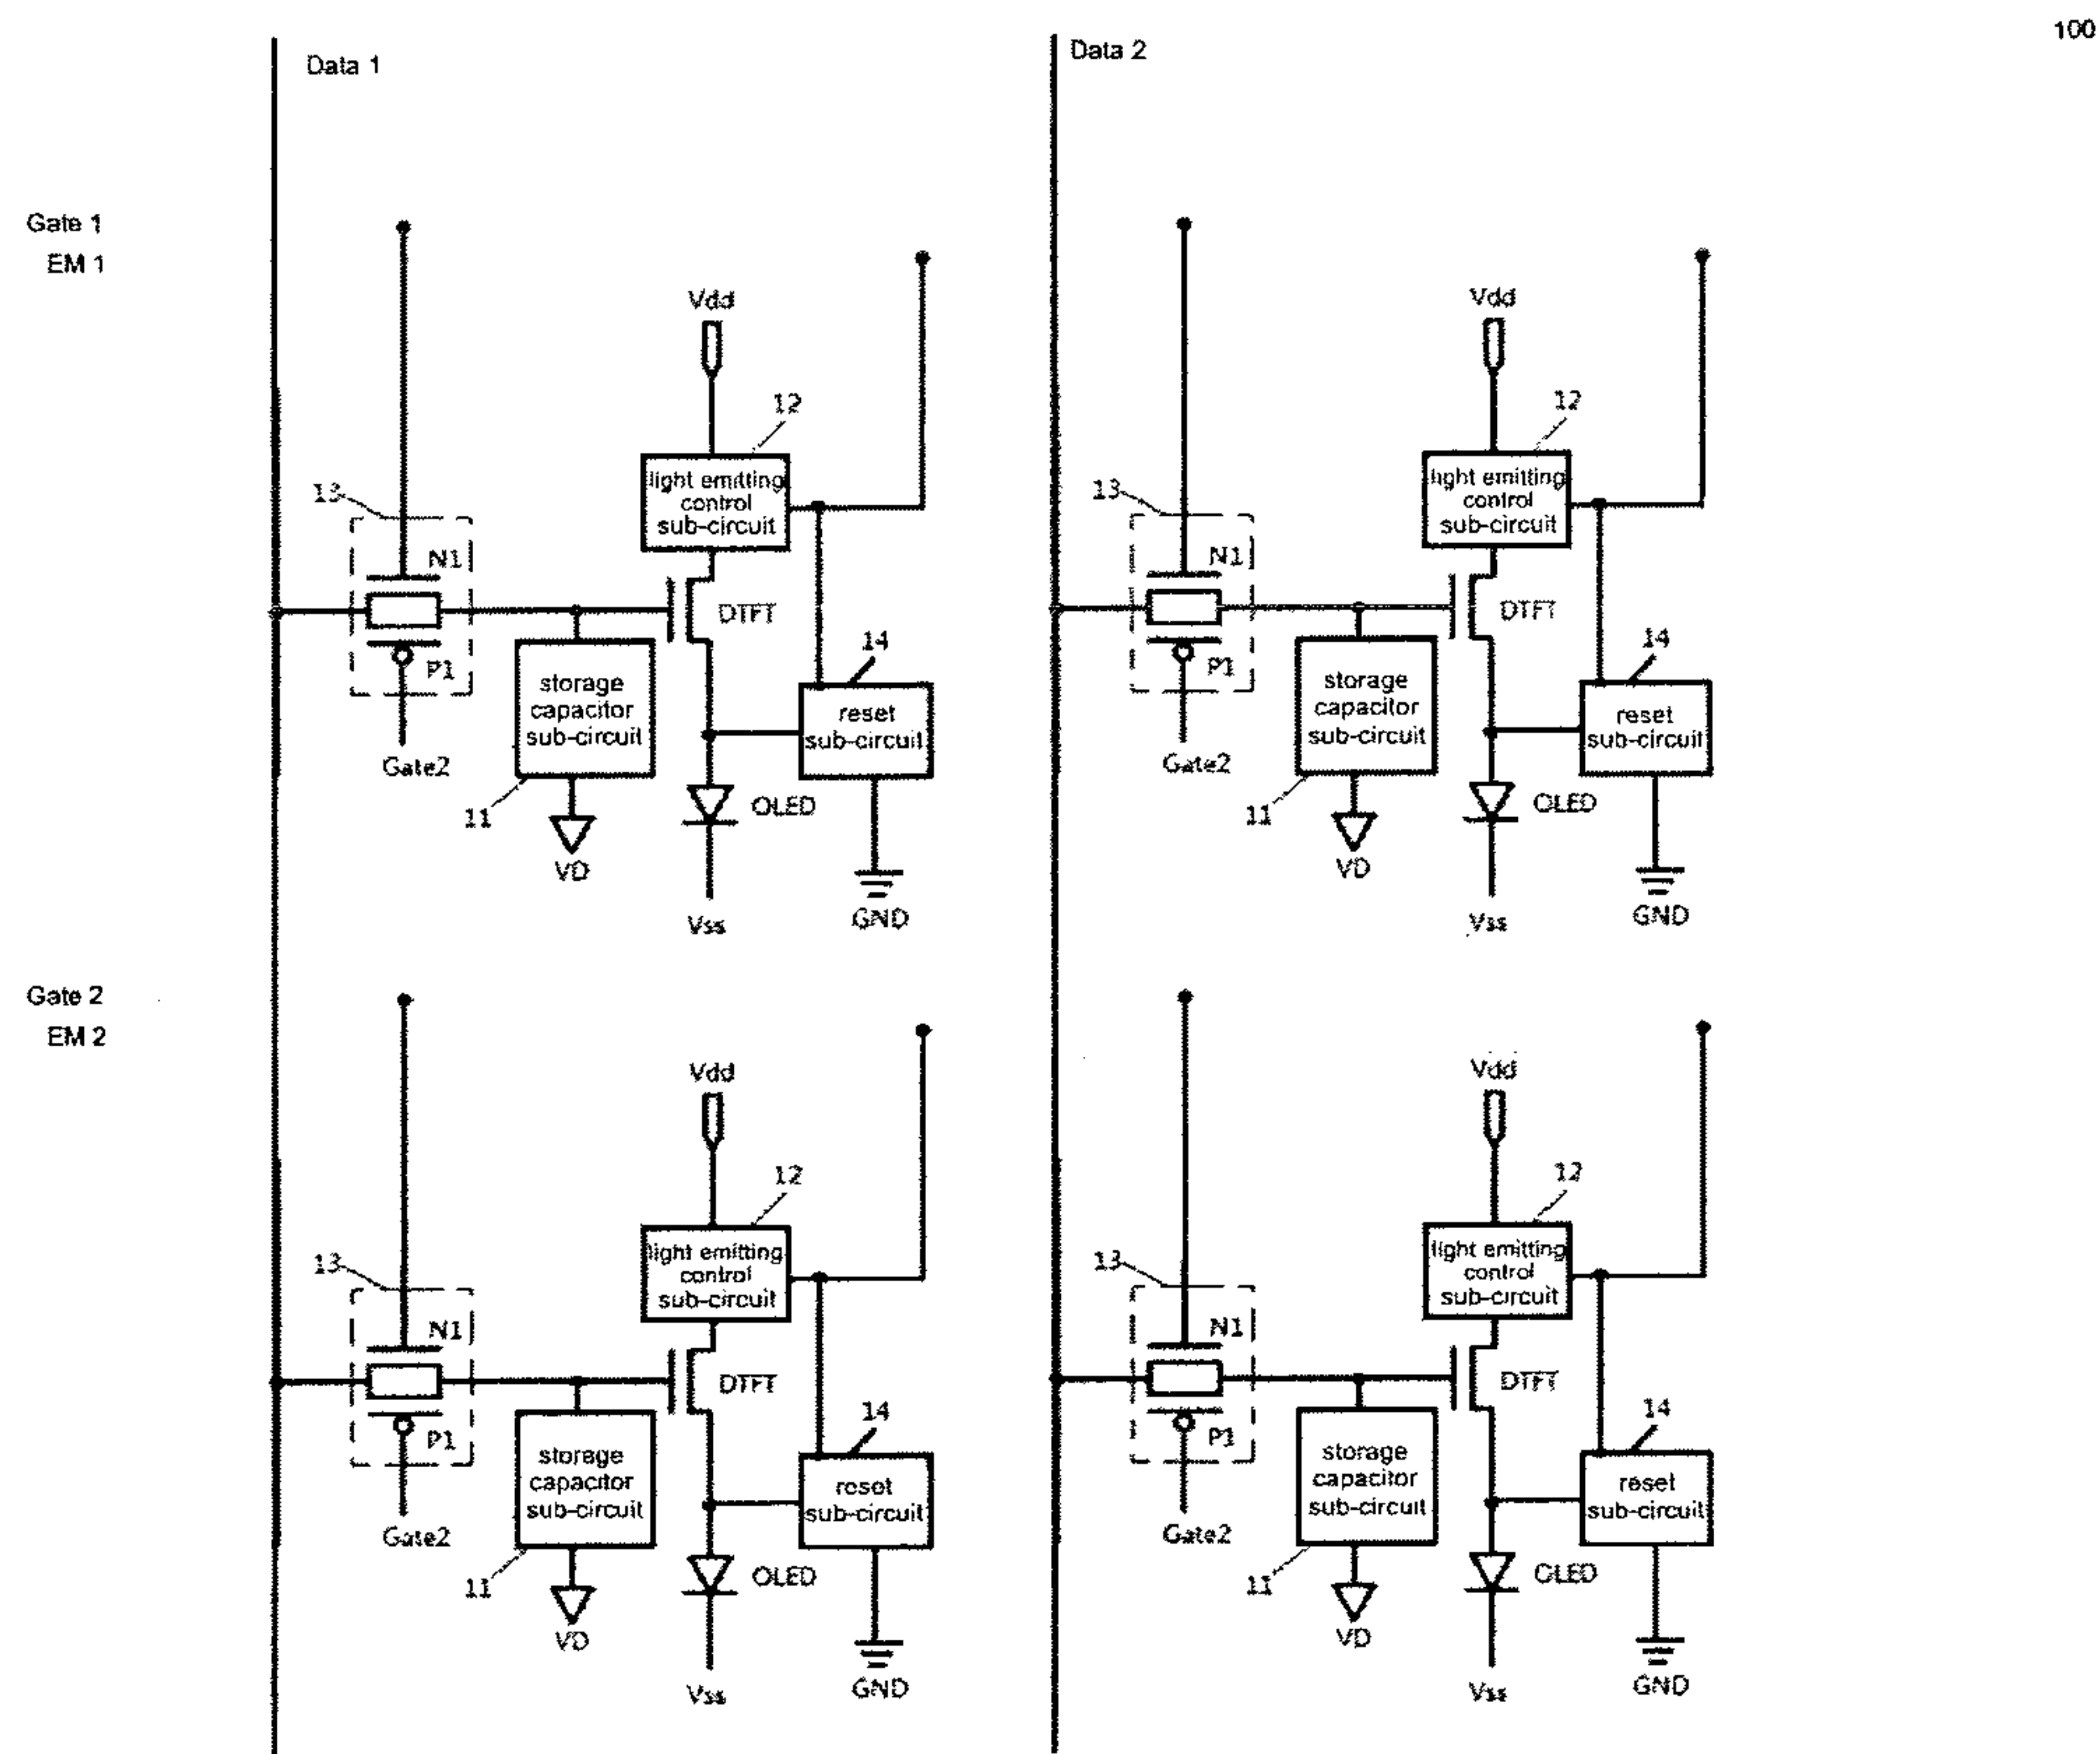 100
Data 1
Data 2
Gate 1
EM 1
Vdd
Vdd
12
12
light emitting
control
sub-circuit
light emitting
control
sub-circuit
13
13
N1
N1
DTFT
DTFT
P1
P1
14
14
storage
capacitor
sub-circuit
storage
capacitor
sub-circuit
reset
sub-circuit
reset
sub-circuit
Gate2
Gate2
11
OLED
11
OLED
VD
VD
Vss
GND
Vss
GND
Gate 2
EM 2
Vdd
Vdd
12
12
light emitting
control
sub-circuit
light emitting
control
sub-circuit
13
13
N1
N1
DTFT
DTFT
P1
P1
14
14
storage
capacitor
sub-circuit
storage
capacitor
sub-circuit
reset
sub-circuit
reset
sub-circuit
Gate2
Gate2
11
OLED
11
OLED
VD
VD
Vss
GND
Vss
GND